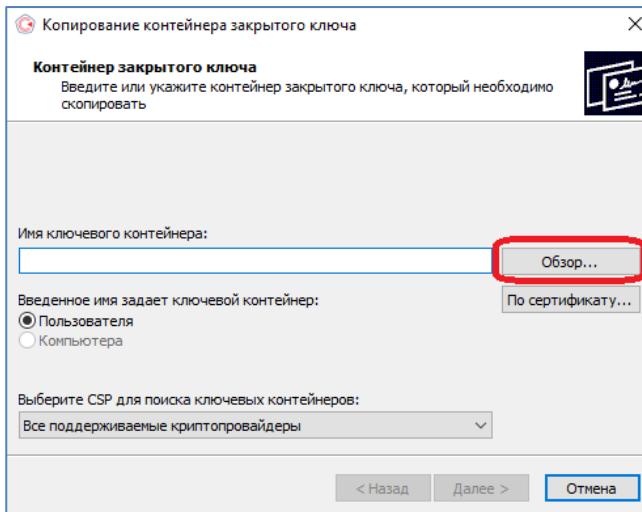 Копирование контейнера закрытого ключа
Контейнер закрытого ключа
Введите или укажите контейнер закрытого ключа, который необходимо
скопировать
Имя ключевого контейнера:
Обзор...
Введенное имя задает ключевой контейнер:
По сертификату...
Пользователя
Компьютера
Выберите CSP для поиска ключевых контейнеров:
Все поддерживаемые криптопровайдеры
< Назад
Далее >
Отмена